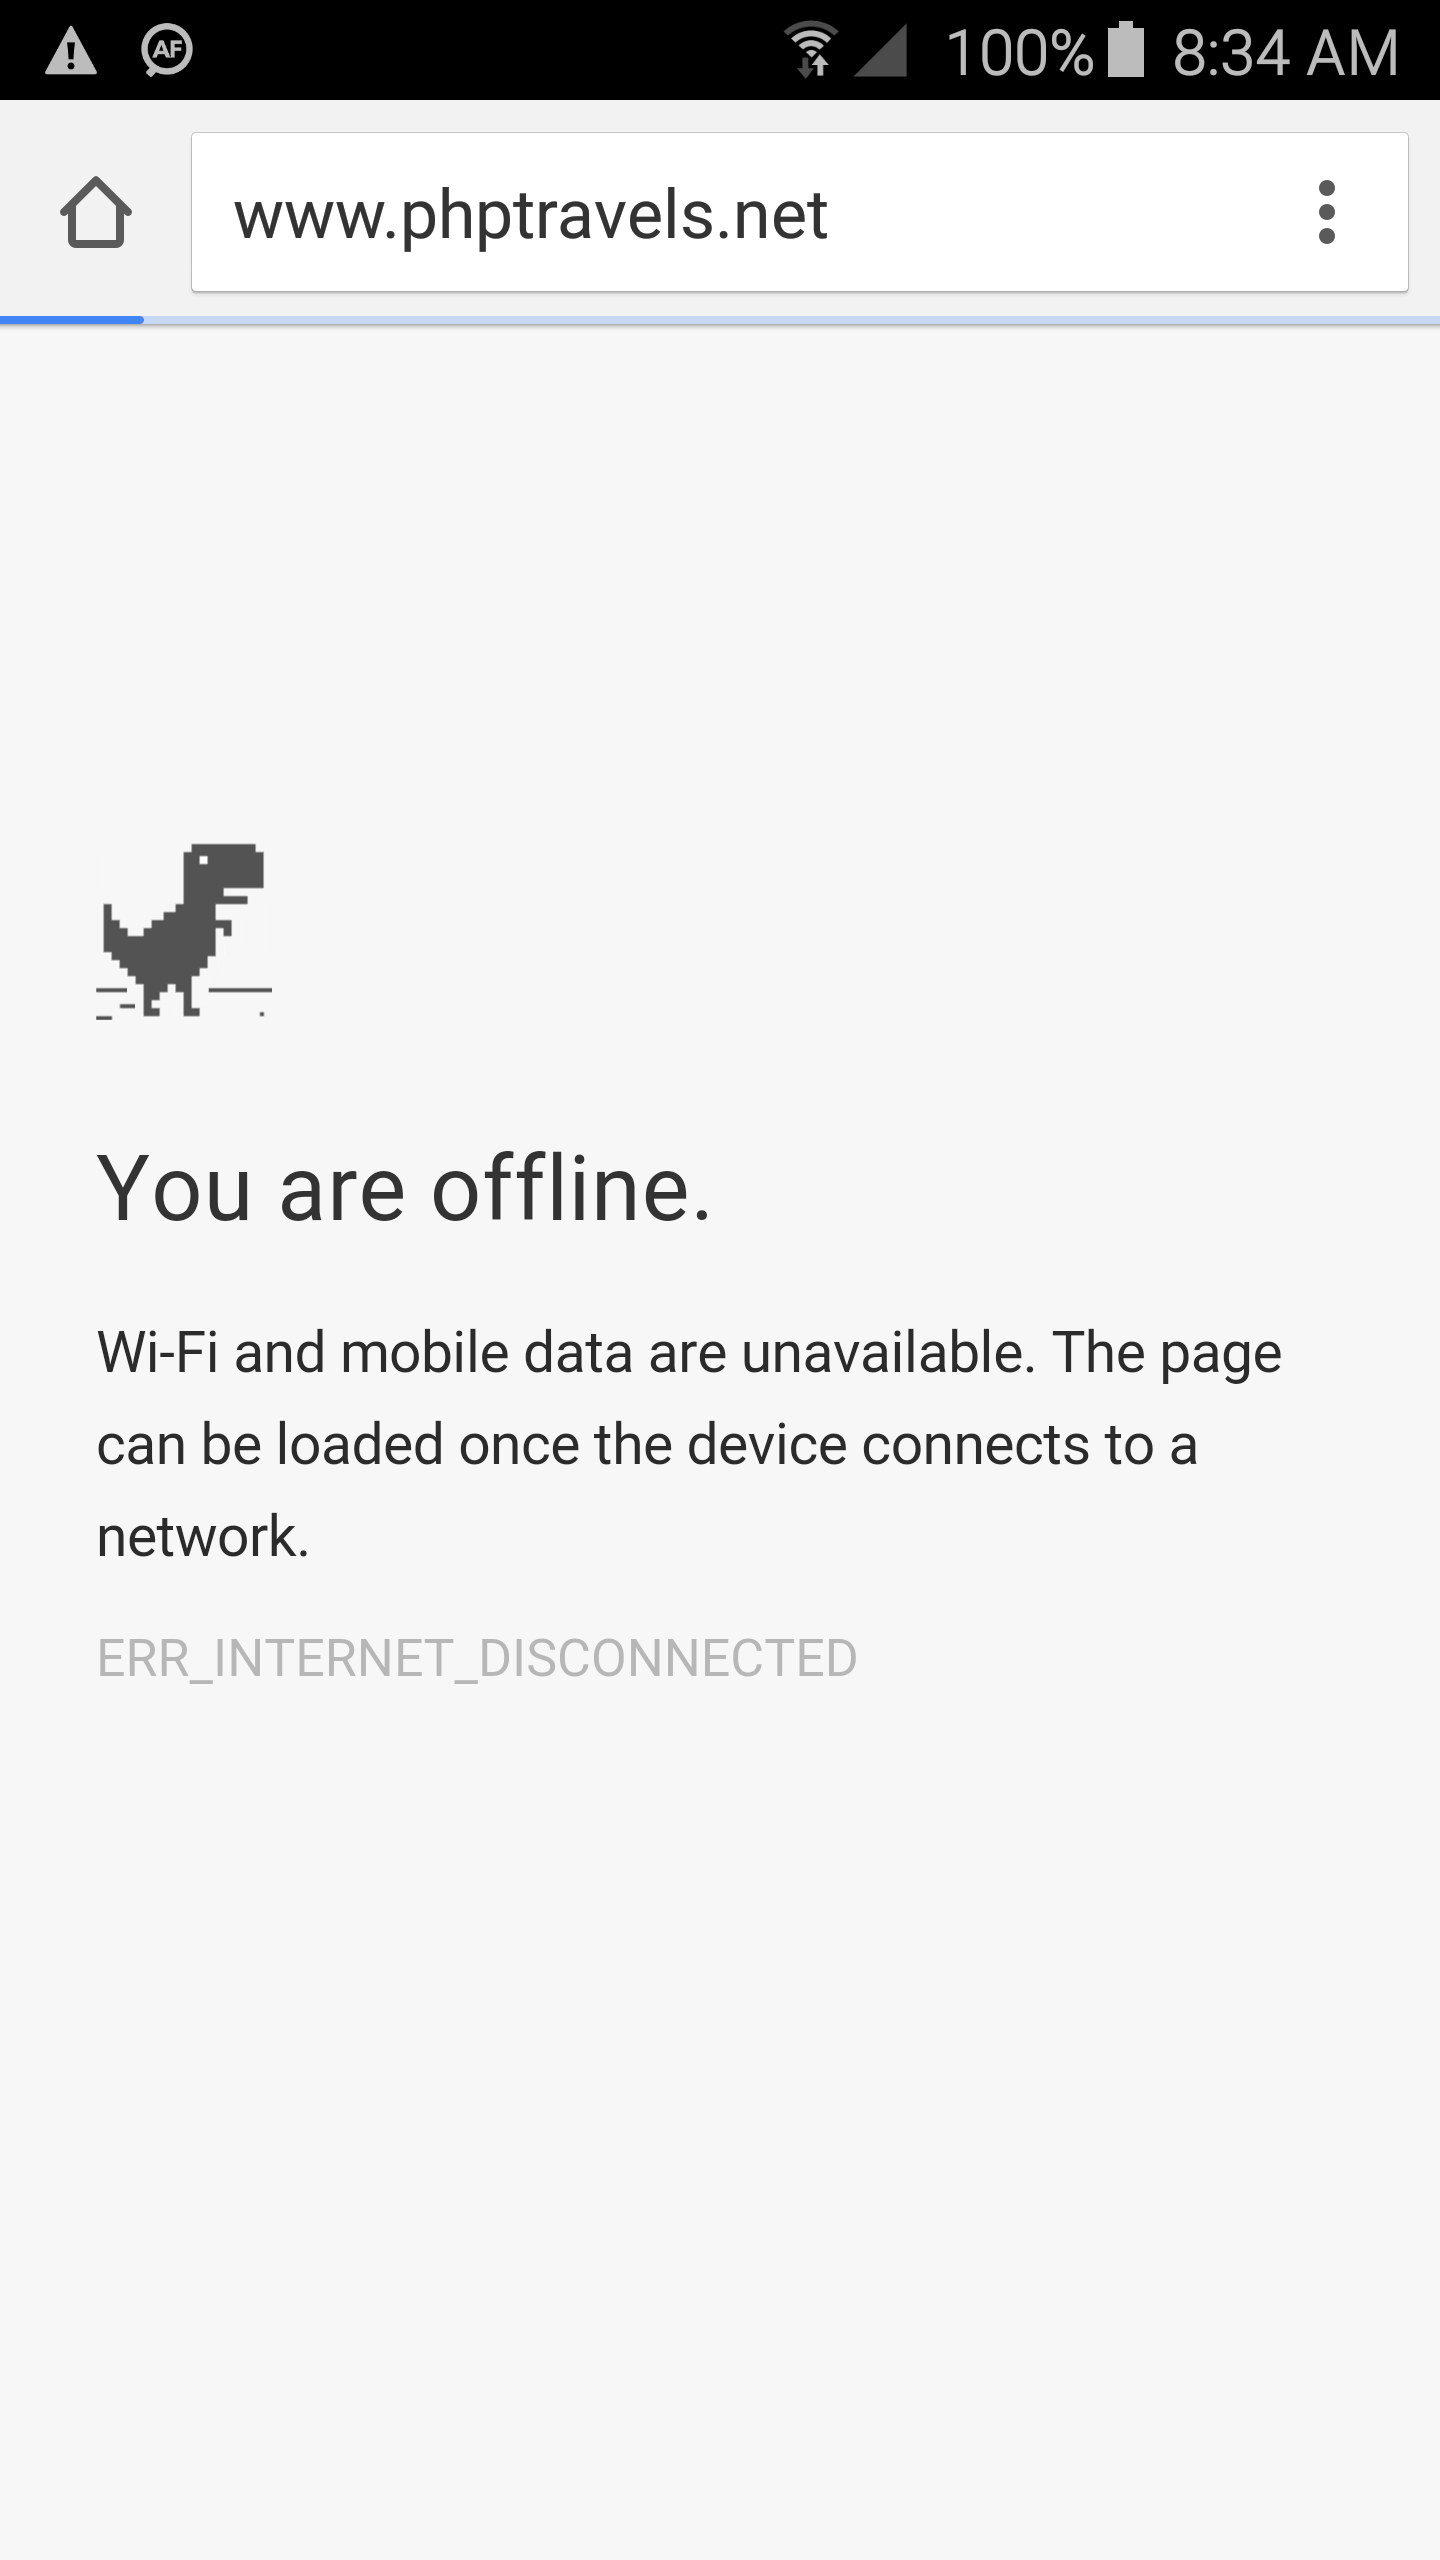 AF
100%
8:34 AM
www.phptravels.net
You are offline.
Wi-Fi and mobile data are unavailable. The page
can be loaded once the device connects to a
network.
ERR_INTERNET_DISCONNECTED